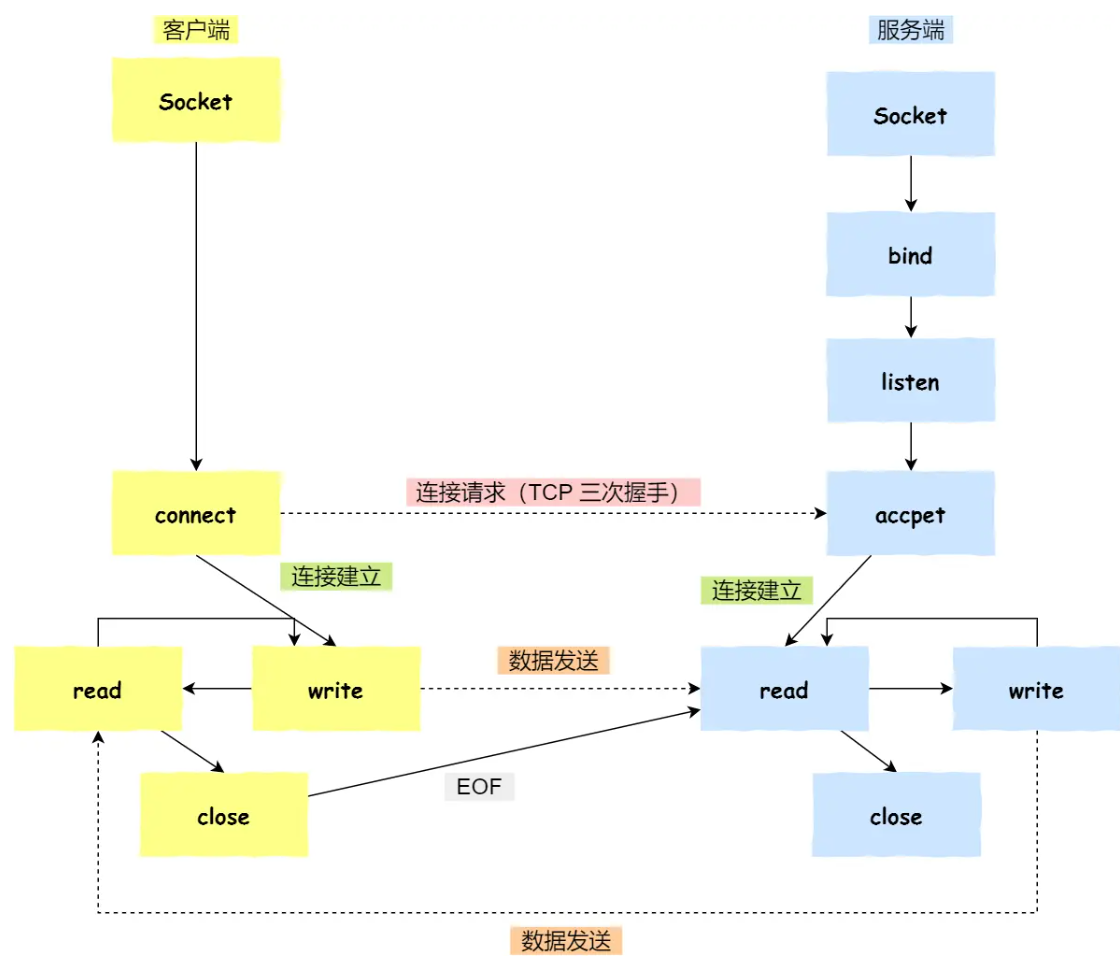 客户端
服务端
Socket
Socket
bind
listen
connect
连接请求（TCP 三次握手）
accpet
连接建立
连接建立
read
write
数据发送
read
write
close
EOF
close
数据发送